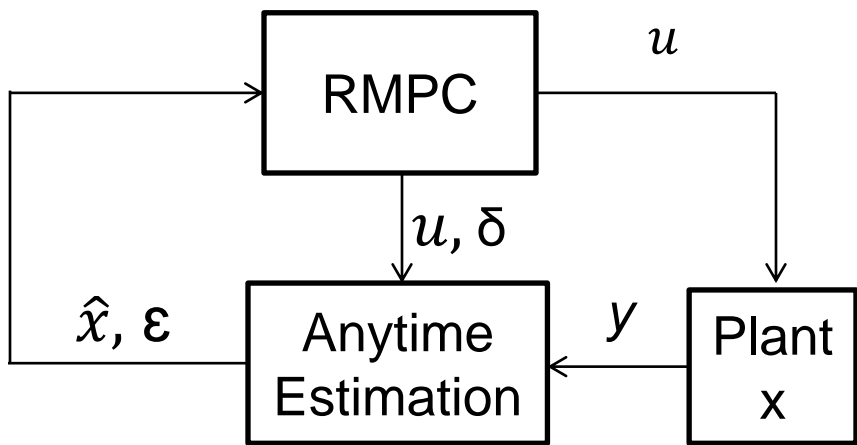 u
RMPC
u, δ
x̂, ε
Anytime
Estimation
y
Plant
x